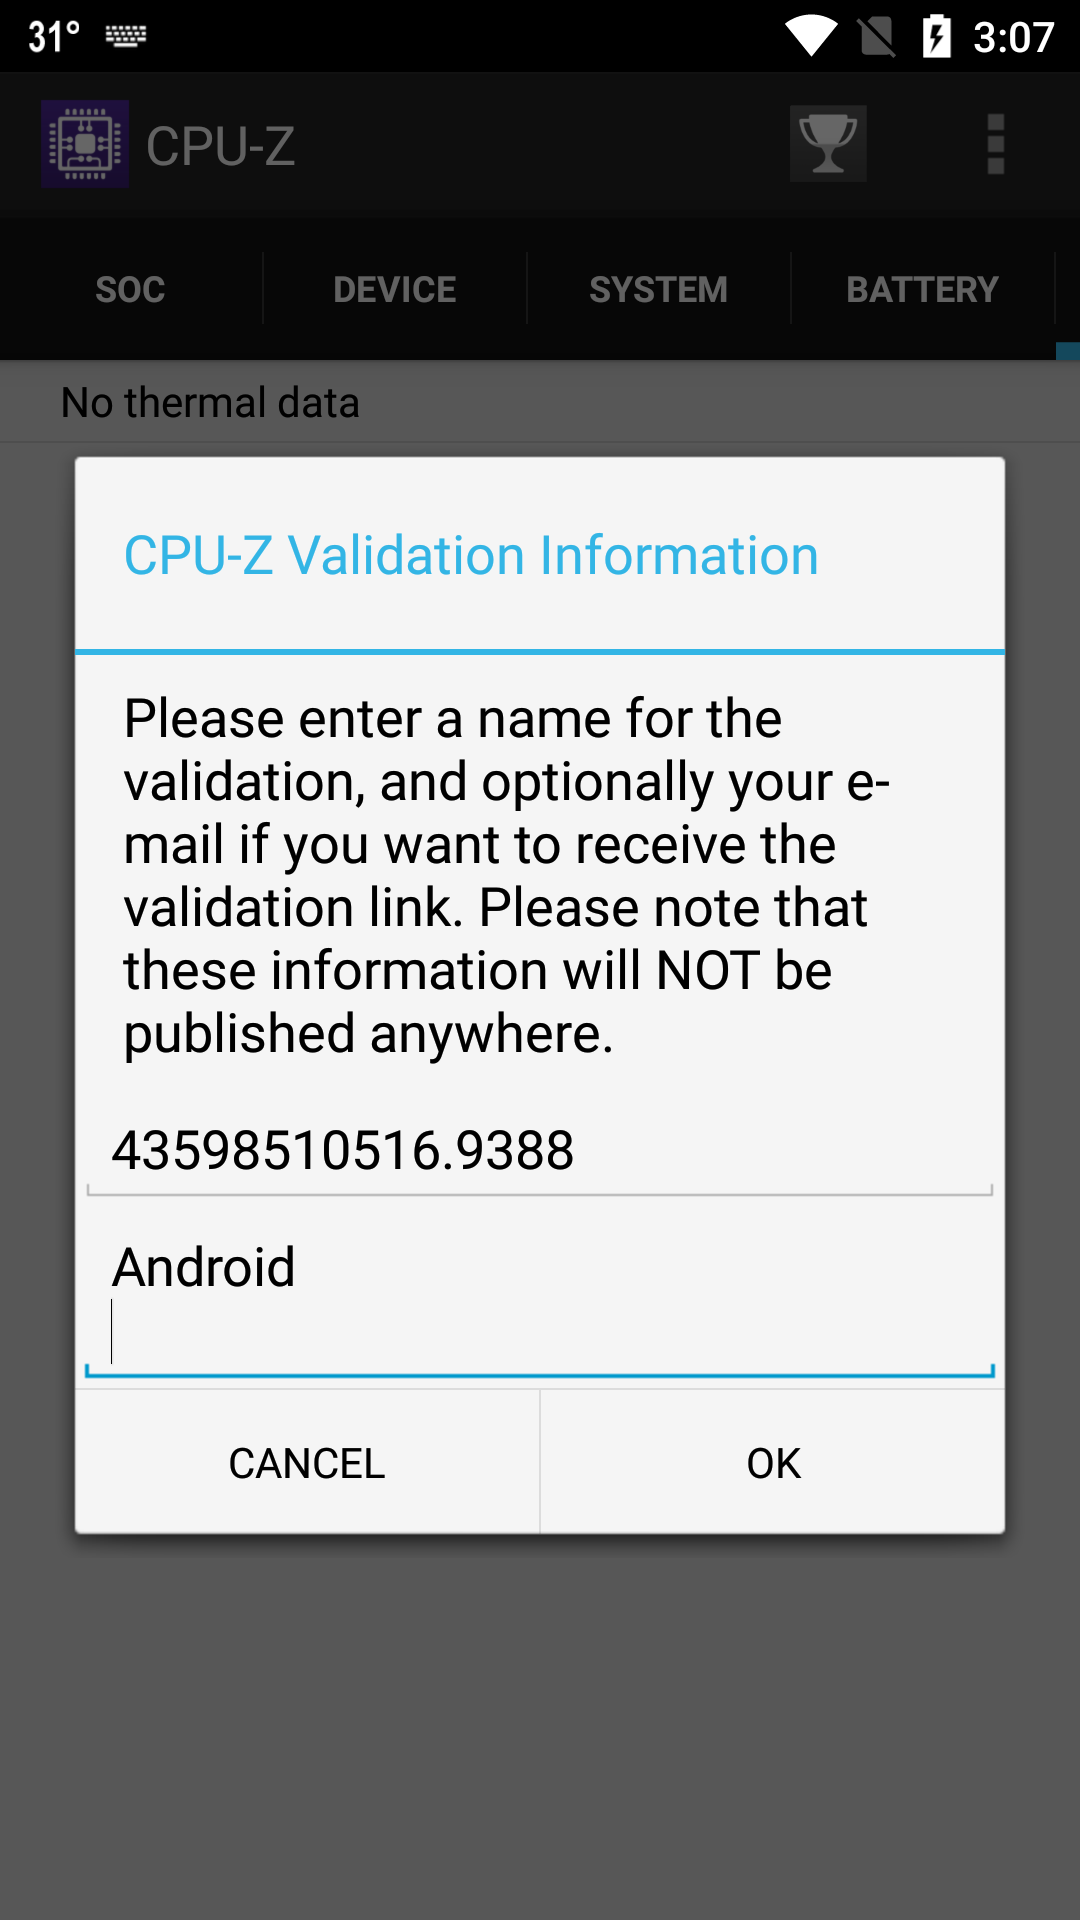 31°
3:07
CPU-Z
SOC
DEVICE
SYSTEM
BATTERY
No thermal data
CPU-Z Validation Information
Please enter a name for the
validation, and optionally your e-
mail if you want to receive the
validation link. Please note that
these information will NOT be
published anywhere.
43598510516.9388
Android
CANCEL
OK